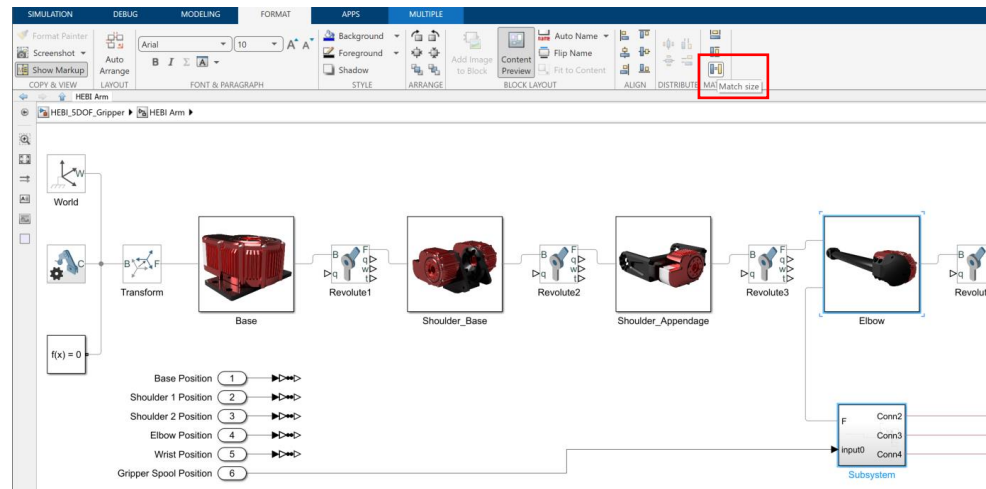 SIMULATION DEBUG MODELING FORMAT APPS MULTIPLE
Format Painter
Screenshot
Show Markup
COPY & VIEW
Auto
Arrange
LAYOUT
Arial 10 A A
B I Σ A
FONT & PARAGRAPH
Background
Foreground
Shadow
STYLE
ARRANGE
Add Image
to Block
Content
Preview
Auto Name
Flip Name
Fit to Content
BLOCK LAYOUT
ALIGN
DISTRIBUTE
Match size
HEBI Arm
HEBI_5DOF_Gripper HEBI Arm
W
World
C
B F
Transform
f(x) = 0
Base
B F
q q
w
t
Revolute1
Shoulder_Base
B F
q q
w
t
Revolute2
Shoulder_Appendage
B F
q q
w
t
Revolute3
Elbow
B F
q
Revolut
Base Position 1
Shoulder 1 Position 2
Shoulder 2 Position 3
Elbow Position 4
Wrist Position 5
Gripper Spool Position 6
F Conn2
Conn3
input0 Conn4
Subsystem